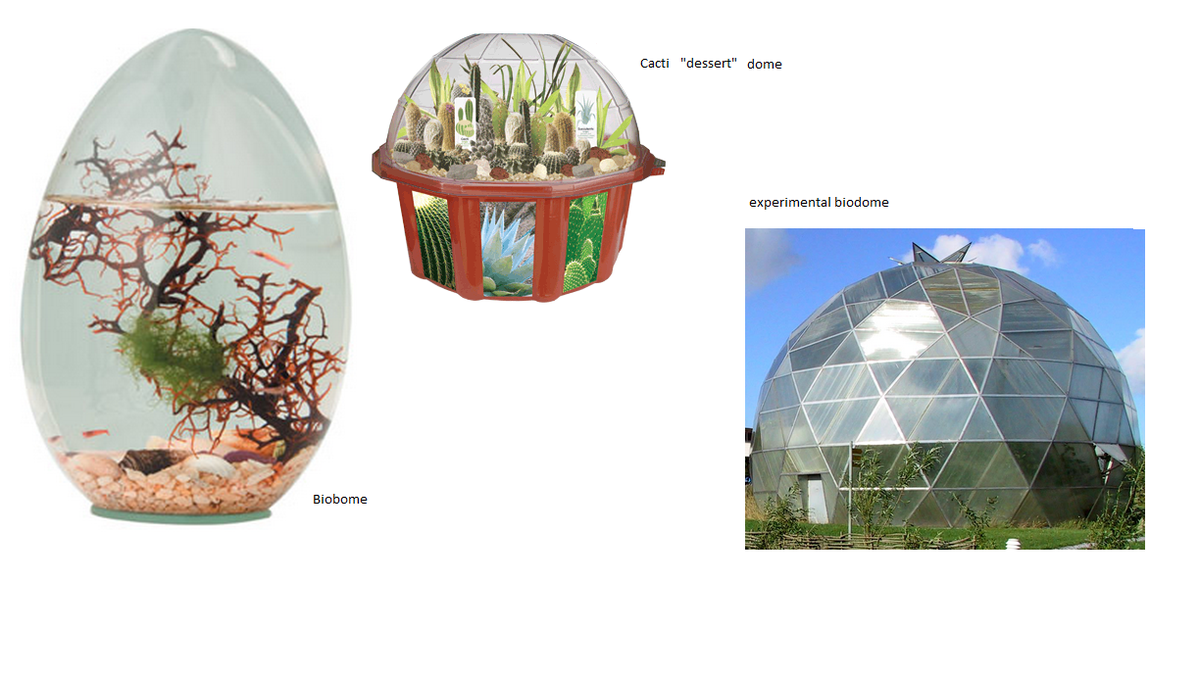 Cacti "dessert" dome
experimental biodome
Biobome